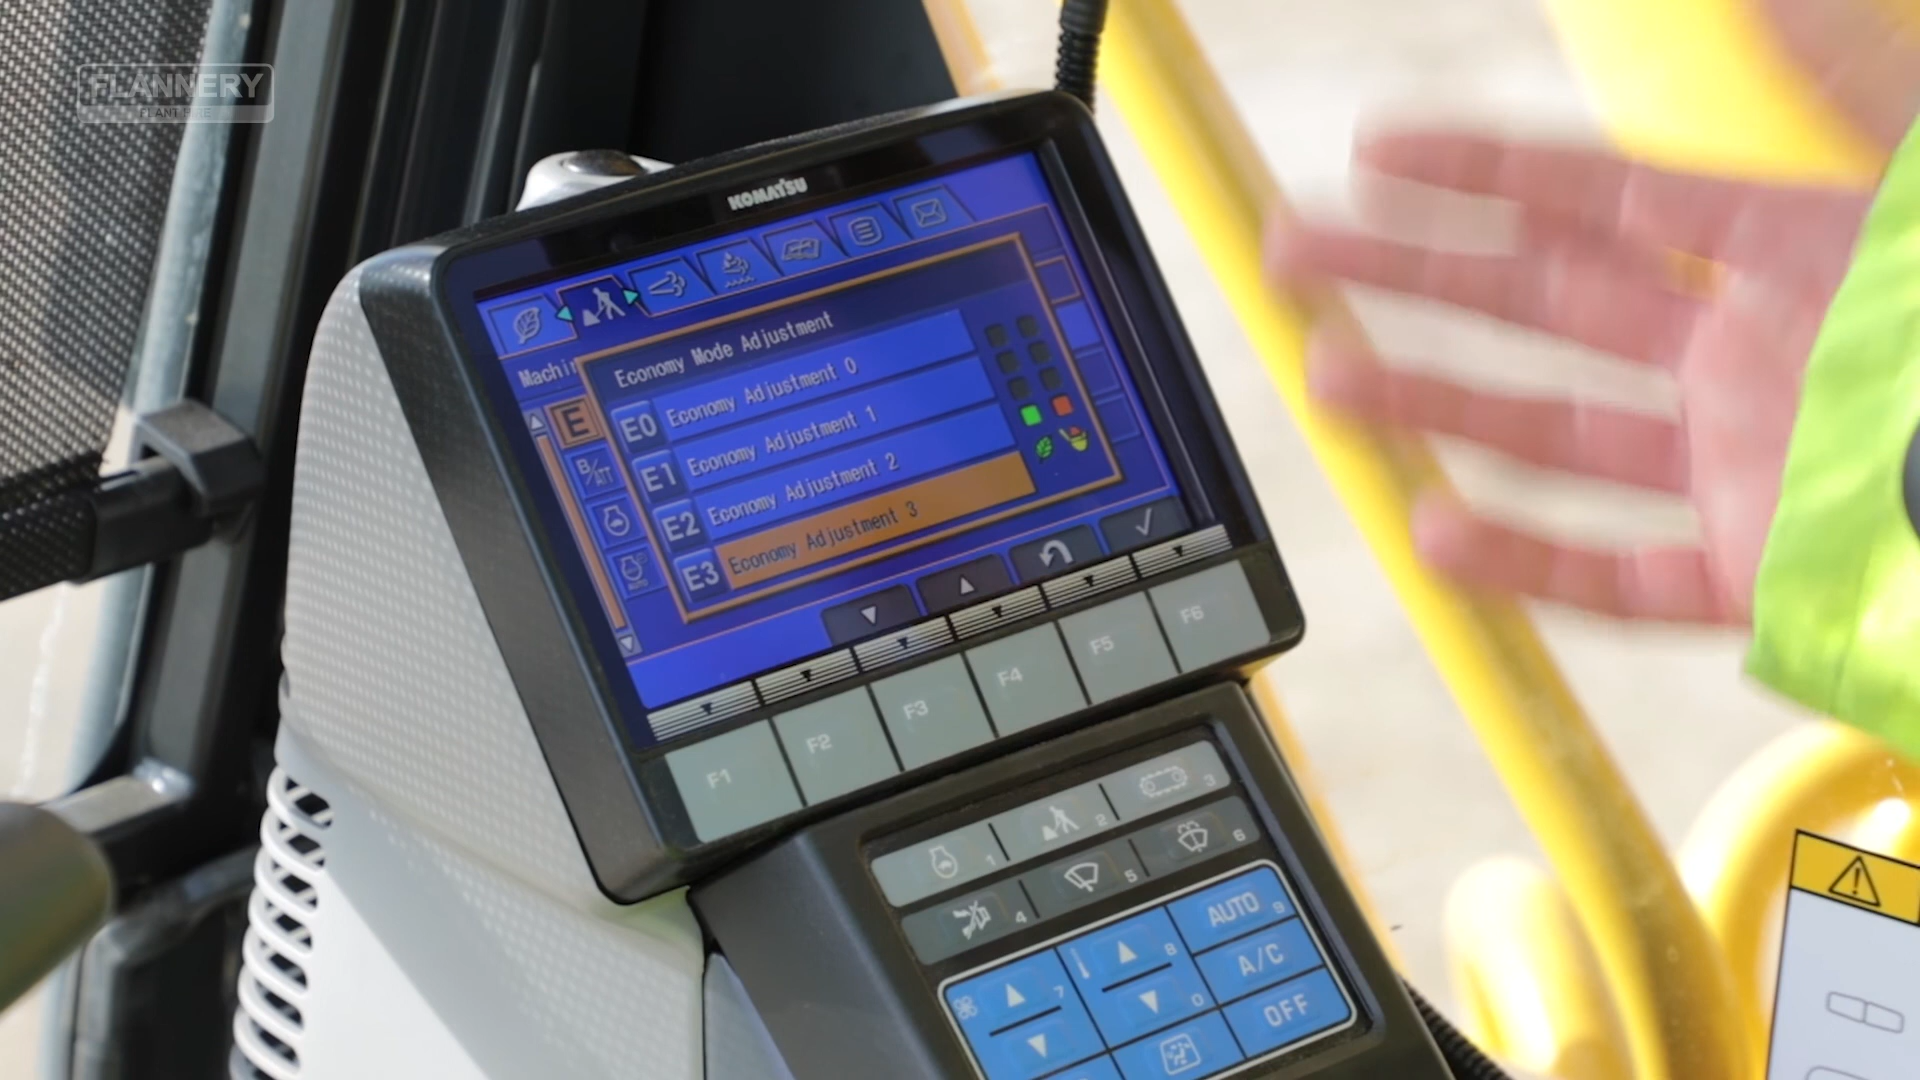 FLANNERY
PLANT HIRE
KOMATSU
Economy Mode Adjustment
E
E0 Economy Adjustment 0
E1 Economy Adjustment 1
B/ATT
E2 Economy Adjustment 2
E3 Economy Adjustment 3
AUTO
F1 F2 F3 F4 F5 F6
1 2 3
4 5 6
7 8 AUTO 9
0 A/C
OFF